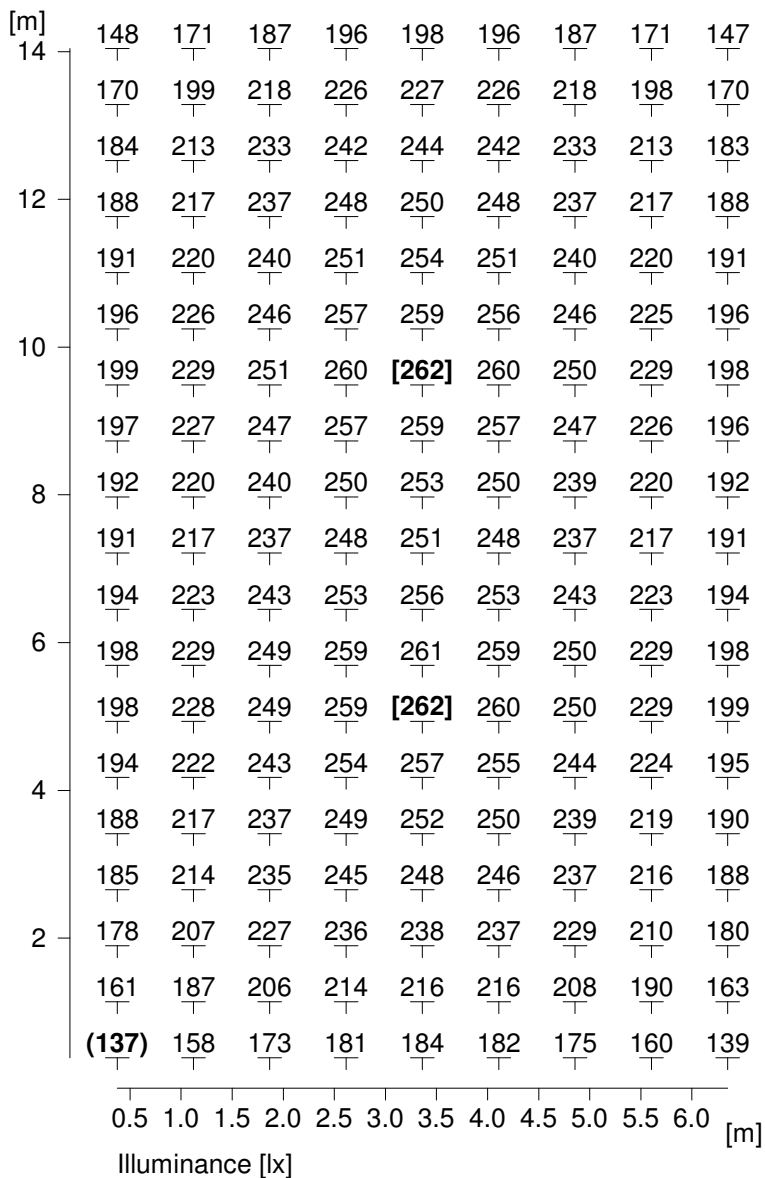 [m]
14 148 171 187 196 198 196 187 171 147
170 199 218 226 227 226 218 198 170
184 213 233 242 244 242 233 213 183
12 188 217 237 248 250 248 237 217 188
191 220 240 251 254 251 240 220 191
196 226 246 257 259 256 246 225 196
10 199 229 251 260 [262] 260 250 229 198
197 227 247 257 259 257 247 226 196
8 192 220 240 250 253 250 239 220 192
191 217 237 248 251 248 237 217 191
194 223 243 253 256 253 243 223 194
6 198 229 249 259 261 259 250 229 198
198 228 249 259 [262] 260 250 229 199
194 222 243 254 257 255 244 224 195
4 188 217 237 249 252 250 239 219 190
185 214 235 245 248 246 237 216 188
2 178 207 227 236 238 237 229 210 180
161 187 206 214 216 216 208 190 163
(137) 158 173 181 184 182 175 160 139
0.5 1.0 1.5 2.0 2.5 3.0 3.5 4.0 4.5 5.0 5.5 6.0 [m]
Illuminance [lx]